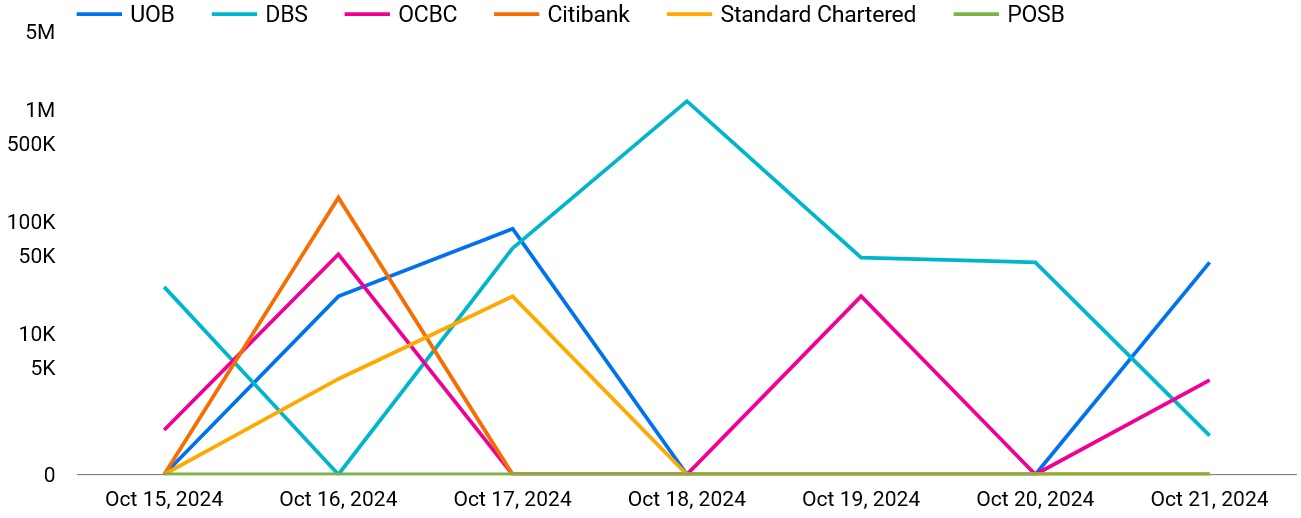 UOB DBS OCBC Citibank Standard Chartered POSB
5M
1M
500K
100K
50K
10K
5K
0
Oct 15, 2024 Oct 16, 2024 Oct 17, 2024 Oct 18, 2024 Oct 19, 2024 Oct 20, 2024 Oct 21, 2024